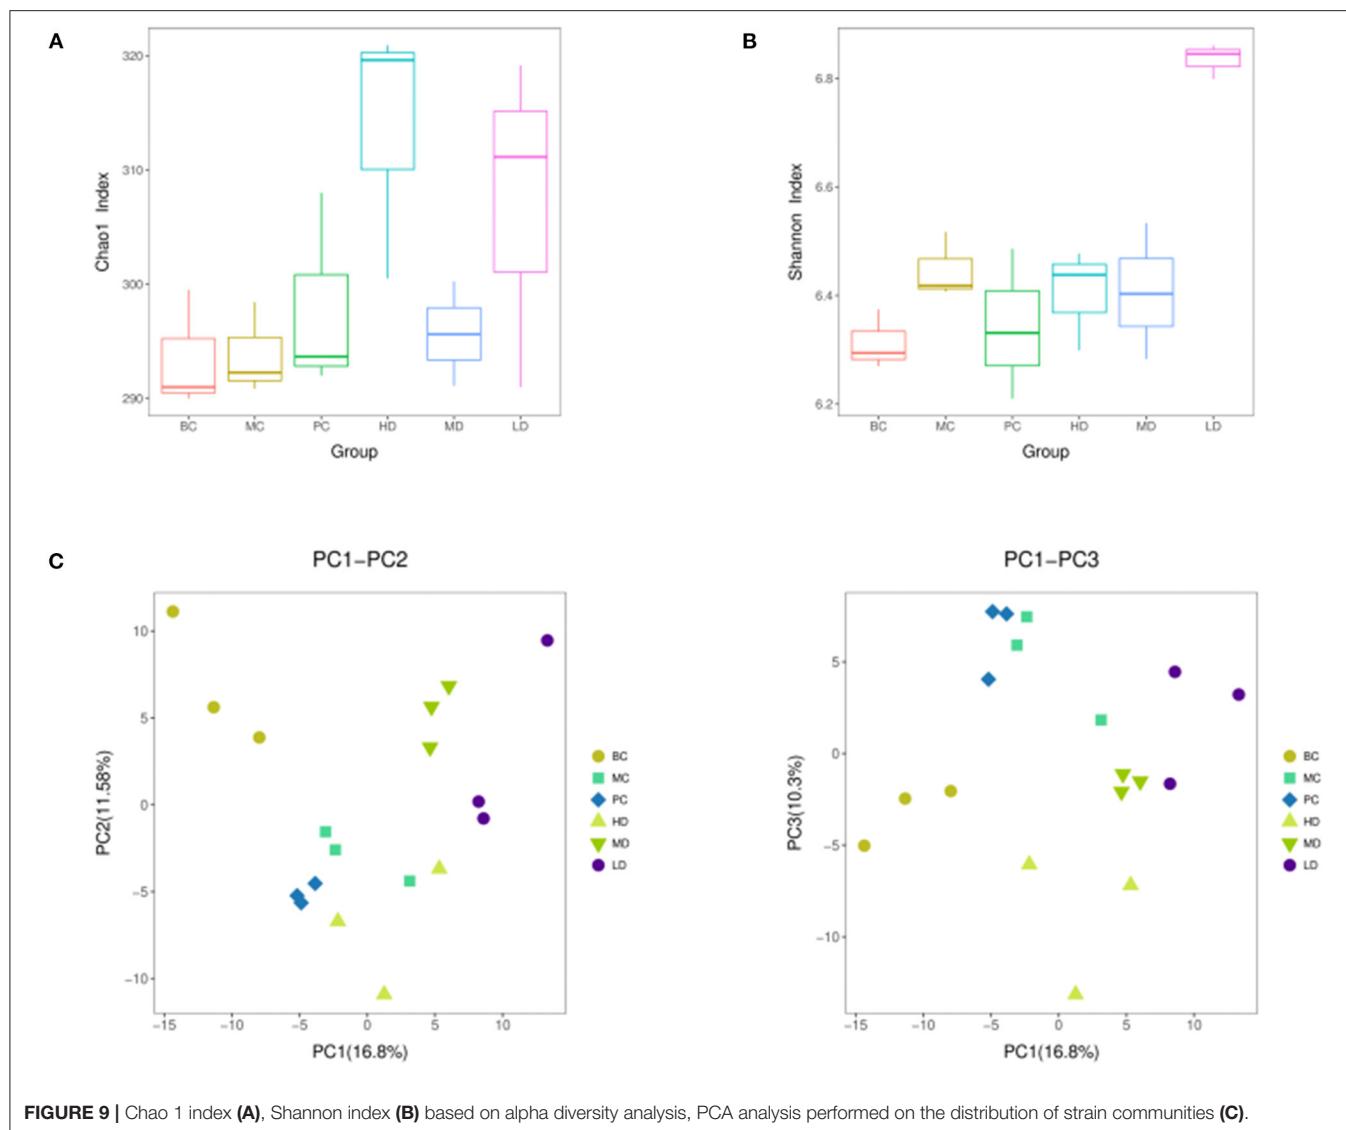 A
320
310
300
290
Chao1 Index
BC MC PC HD MD LD
Group
B
6.8
6.6
6.4
6.2
Shannon Index
BC MC PC HD MD LD
Group
C
PC1−PC2
10
5
0
−5
−10
PC2(11.58%)
−15 −10 −5 0 5 10
PC1(16.8%)
BC
MC
PC
HD
MD
LD
PC1−PC3
5
0
−5
−10
PC3(10.3%)
−15 −10 −5 0 5 10
PC1(16.8%)
BC
MC
PC
HD
MD
LD
FIGURE 9 | Chao 1 index (A), Shannon index (B) based on alpha diversity analysis, PCA analysis performed on the distribution of strain communities (C).